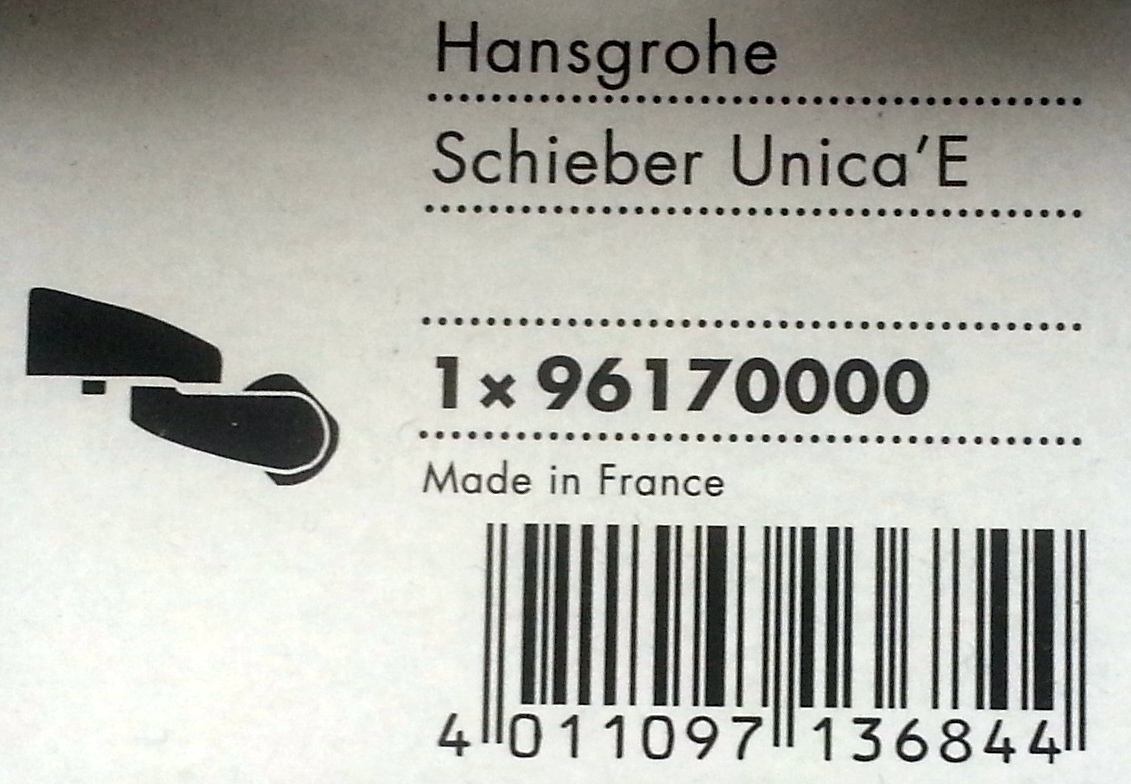 Hansgrohe
Schieber Unica'E
1 x 96170000
Made in France
4 011097 136844